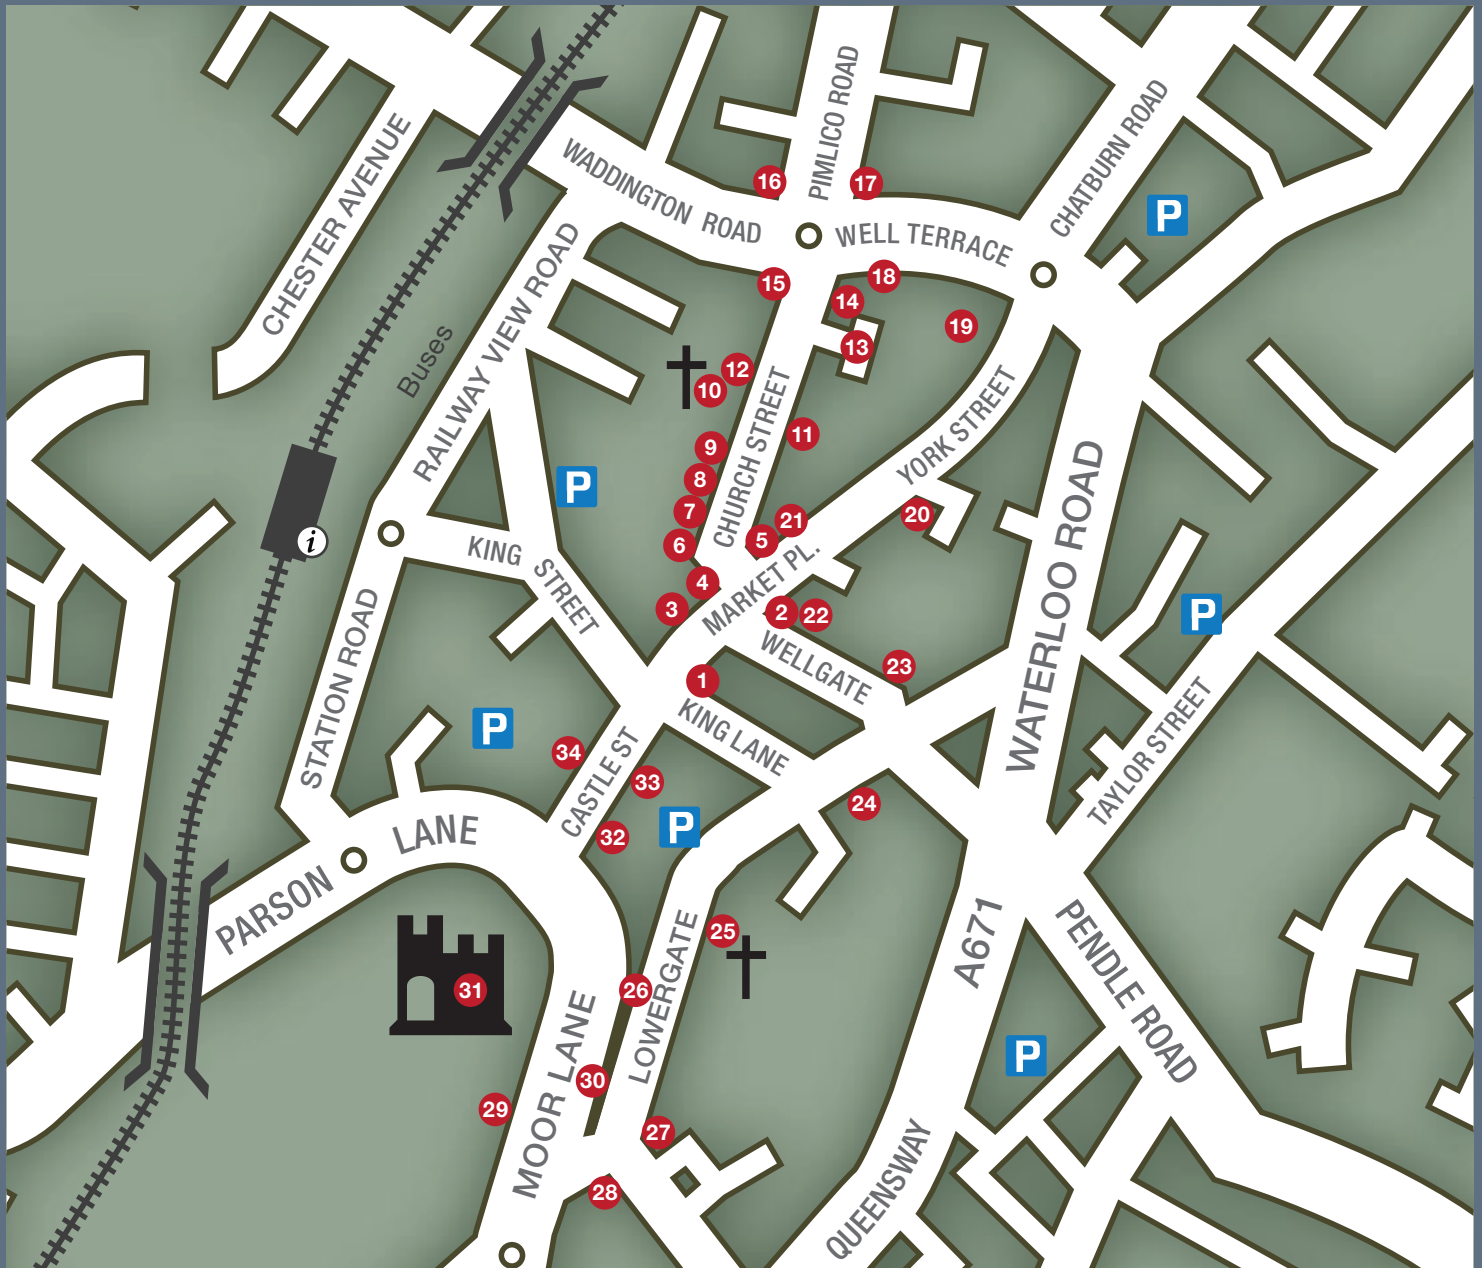 PIMLICO ROAD
CHATBURN ROAD
CHESTER AVENUE
WADDINGTON ROAD
16
17
P
WELL TERRACE
RAILWAY VIEW ROAD
15
18
14
19
13
Buses
12
10
CHURCH STREET
11
YORK STREET
9
8
P
7
20
21
5
6
i
KING STREET
MARKET PL.
4
3
2
22
WATERLOO ROAD
P
STATION ROAD
WELLGATE
23
1
KING LANE
TAYLOR STREET
P
34
CASTLE ST
33
24
32
P
PARSON LANE
A671
PENDLE ROAD
25
31
26
LOWERGATE
MOOR LANE
P
30
29
27
28
QUEENSWAY